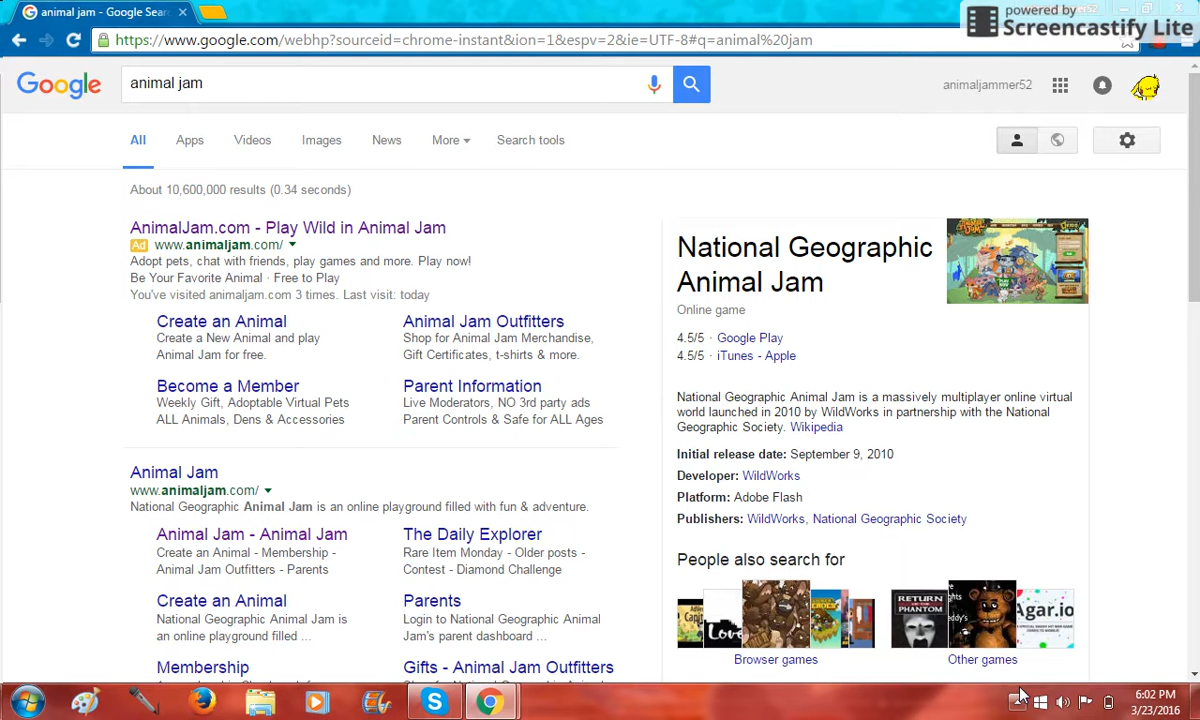 animal jam - Google Sear
powered by
Screencastify Lite
https://www.google.com/webhp?sourceid=chrome-instant&ion=1&espv=2&ie=UTF-8#q=animal%20jam
Google
animal jam
animaljammer52
All Apps Videos Images News More Search tools
About 10,600,000 results (0.34 seconds)
AnimalJam.com - Play Wild in Animal Jam
Ad www.animaljam.com/
Adopt pets, chat with friends, play games and more. Play now!
Be Your Favorite Animal · Free to Play
You've visited animaljam.com 3 times. Last visit: today
Create an Animal
Create a New Animal and play
Animal Jam for free.
Animal Jam Outfitters
Shop for Animal Jam Merchandise,
Gift Certificates, t-shirts & more.
Become a Member
Weekly Gift, Adoptable Virtual Pets
ALL Animals, Dens & Accessories
Parent Information
Live Moderators, NO 3rd party ads
Parent Controls & Safe for ALL Ages
Animal Jam
www.animaljam.com/
National Geographic Animal Jam is an online playground filled with fun & adventure.
Animal Jam - Animal Jam
Create an Animal - Membership -
Animal Jam Outfitters - Parents
The Daily Explorer
Rare Item Monday - Older posts -
Contest - Diamond Challenge
Create an Animal
National Geographic Animal Jam is
an online playground filled ...
Parents
Login to National Geographic Animal
Jam's parent dashboard ...
Membership
Gifts - Animal Jam Outfitters
National Geographic
Animal Jam
Online game
4.5/5 · Google Play
4.5/5 · iTunes - Apple
National Geographic Animal Jam is a massively multiplayer online virtual
world launched in 2010 by WildWorks in partnership with the National
Geographic Society. Wikipedia
Initial release date: September 9, 2010
Developer: WildWorks
Platform: Adobe Flash
Publishers: WildWorks, National Geographic Society
People also search for
RETURN
PHANTOM
Agar.io
Browser games
Other games
6:02 PM
3/23/2016